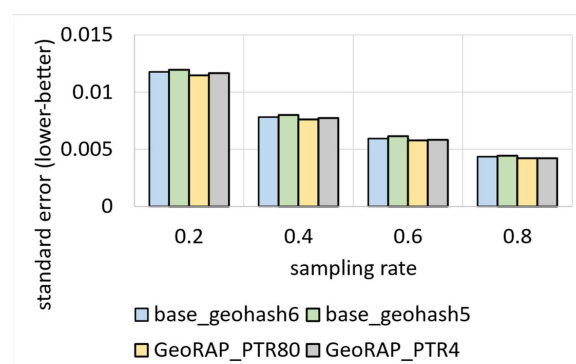 standard error (lower-better)
0.015
0.01
0.005
0
0.2 0.4 0.6 0.8
sampling rate
base_geohash6 base_geohash5
GeoRAP_PTR80 GeoRAP_PTR4